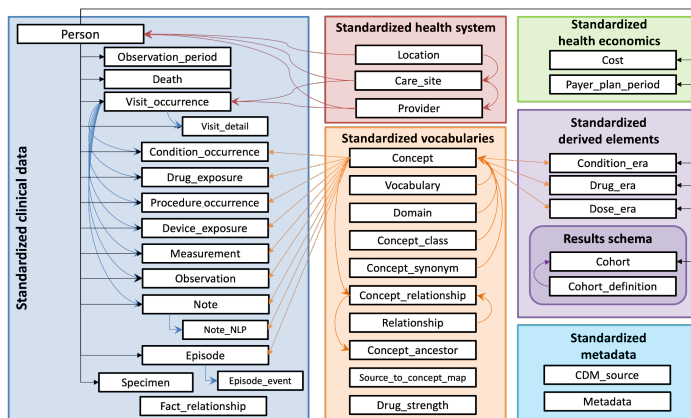 Standardized clinical data
Person
Observation_period
Death
Visit_occurrence
Visit_detail
Condition_occurrence
Drug_exposure
Procedure_occurrence
Device_exposure
Measurement
Observation
Note
Note_NLP
Episode
Specimen
Episode_event
Fact_relationship
Standardized health system
Location
Care_site
Provider
Standardized vocabularies
Concept
Vocabulary
Domain
Concept_class
Concept_synonym
Concept_relationship
Relationship
Concept_ancestor
Source_to_concept_map
Drug_strength
Standardized
health economics
Cost
Payer_plan_period
Standardized
derived elements
Condition_era
Drug_era
Dose_era
Results schema
Cohort
Cohort_definition
Standardized
metadata
CDM_source
Metadata